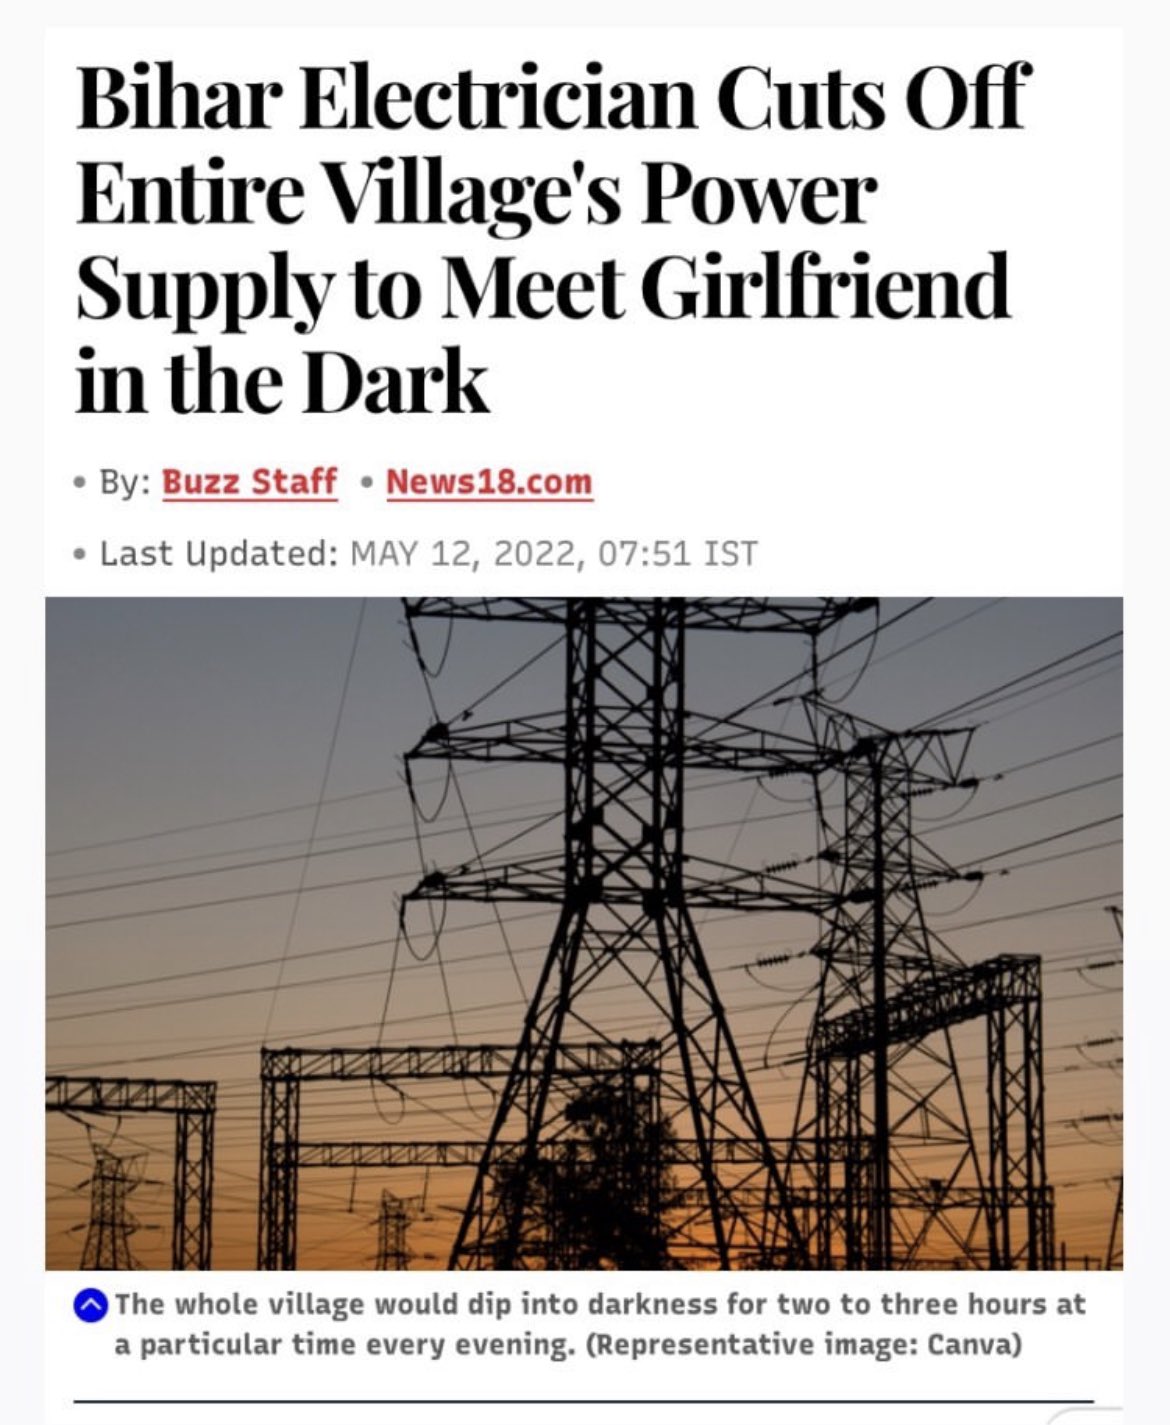 Bihar Electrician Cuts Off
Entire Village's Power
Supply to Meet Girlfriend
in the Dark
• By: Buzz Staff • News18.com
• Last Updated: MAY 12, 2022, 07:51 IST
The whole village would dip into darkness for two to three hours at
a particular time every evening. (Representative image: Canva)